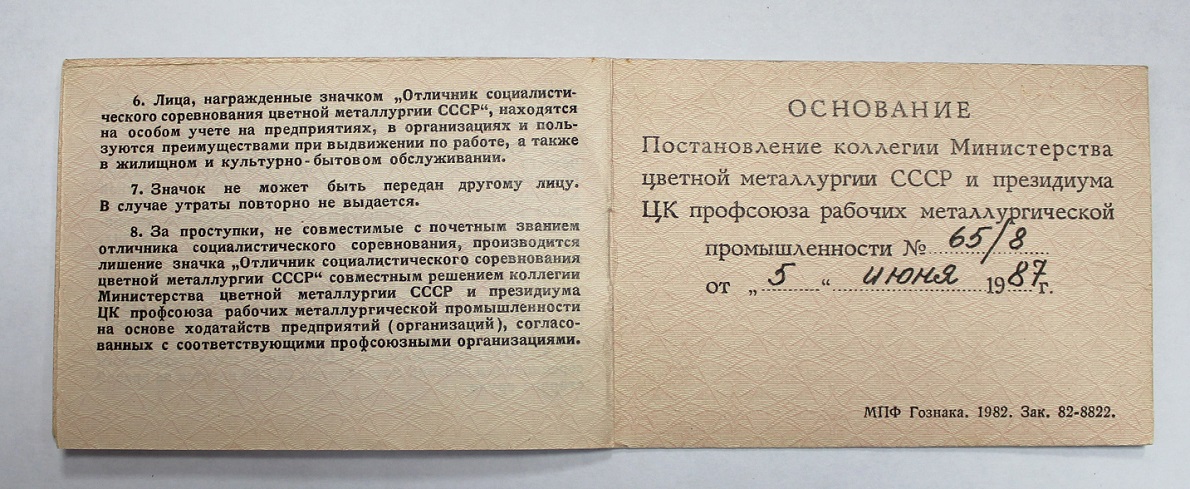 6. Лица, награжденные значком „Отличник социалисти-
ческого соревнования цветной металлургии СССР“, находятся
на особом учете на предприятиях, в организациях и поль-
зуются преимуществами при выдвижении по работе, а также
в жилищном и культурно-бытовом обслуживании.
7. Значок не может быть передан другому лицу.
В случае утраты повторно не выдается.
8. За проступки, не совместимые с почетным званием
отличника социалистического соревнования, производится
лишение значка „Отличник социалистического соревнования
цветной металлургии СССР“ совместным решением коллегии
Министерства цветной металлургии СССР и президиума
ЦК профсоюза рабочих металлургической промышленности
на основе ходатайств предприятий (организаций), согласо-
ванных с соответствующими профсоюзными организациями.
ОСНОВАНИЕ
Постановление коллегии Министерства
цветной металлургии СССР и президиума
ЦК профсоюза рабочих металлургической
промышленности № 65/8
от „ 5 “ июня 1987г.
МПФ Гознака. 1982. Зак. 82-8822.